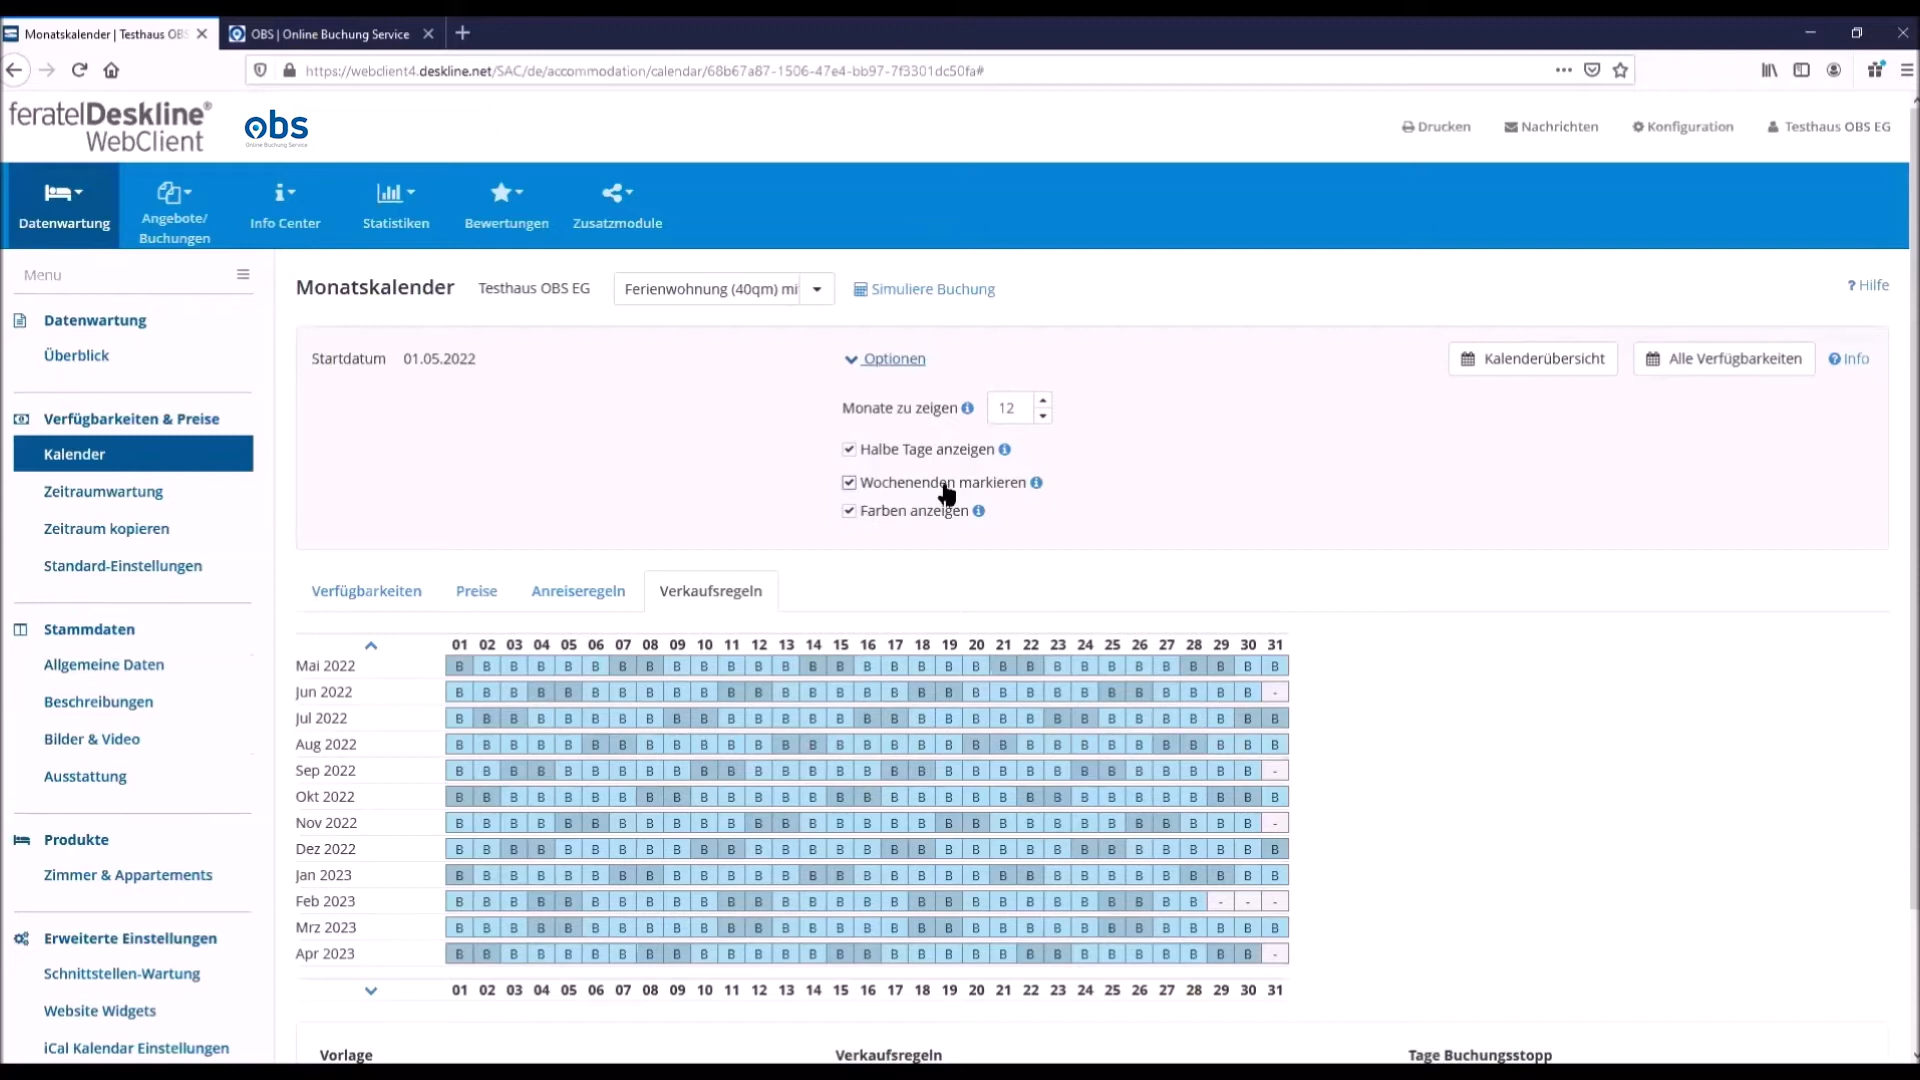 Monatskalender | Testhaus OBS
OBS | Online Buchung Service
https://webclient4.deskline.net/SAC/de/accommodation/calendar/68b67a87-1506-47e4-bb97-7f3301dc50fa#
feratelDeskline®
WebClient
obs
Online Buchung Service
Drucken
Nachrichten
Konfiguration
Testhaus OBS EG
Datenwartung
Angebote/
Buchungen
Info Center
Statistiken
Bewertungen
Zusatzmodule
Menu
Datenwartung
Überblick
Verfügbarkeiten & Preise
Kalender
Zeitraumwartung
Zeitraum kopieren
Standard-Einstellungen
Stammdaten
Allgemeine Daten
Beschreibungen
Bilder & Video
Ausstattung
Produkte
Zimmer & Appartements
Erweiterte Einstellungen
Schnittstellen-Wartung
Website Widgets
iCal Kalendar Einstellungen
Monatskalender Testhaus OBS EG Ferienwohnung (40qm) mi Simuliere Buchung
? Hilfe
Startdatum 01.05.2022
Optionen
Kalenderübersicht
Alle Verfügbarkeiten
Info
Monate zu zeigen 12
Halbe Tage anzeigen
Wochenenden markieren
Farben anzeigen
Verfügbarkeiten Preise Anreiseregeln Verkaufsregeln
01 02 03 04 05 06 07 08 09 10 11 12 13 14 15 16 17 18 19 20 21 22 23 24 25 26 27 28 29 30 31
Mai 2022 B B B B B B B B B B B B B B B B B B B B B B B B B B B B B B B
Jun 2022 B B B B B B B B B B B B B B B B B B B B B B B B B B B B B B -
Jul 2022 B B B B B B B B B B B B B B B B B B B B B B B B B B B B B B B
Aug 2022 B B B B B B B B B B B B B B B B B B B B B B B B B B B B B B B
Sep 2022 B B B B B B B B B B B B B B B B B B B B B B B B B B B B B B -
Okt 2022 B B B B B B B B B B B B B B B B B B B B B B B B B B B B B B B
Nov 2022 B B B B B B B B B B B B B B B B B B B B B B B B B B B B B B -
Dez 2022 B B B B B B B B B B B B B B B B B B B B B B B B B B B B B B B
Jan 2023 B B B B B B B B B B B B B B B B B B B B B B B B B B B B B B B
Feb 2023 B B B B B B B B B B B B B B B B B B B B B B B B B B B B - - -
Mrz 2023 B B B B B B B B B B B B B B B B B B B B B B B B B B B B B B B
Apr 2023 B B B B B B B B B B B B B B B B B B B B B B B B B B B B B B -
01 02 03 04 05 06 07 08 09 10 11 12 13 14 15 16 17 18 19 20 21 22 23 24 25 26 27 28 29 30 31
Vorlage Verkaufsregeln Tage Buchungsstopp